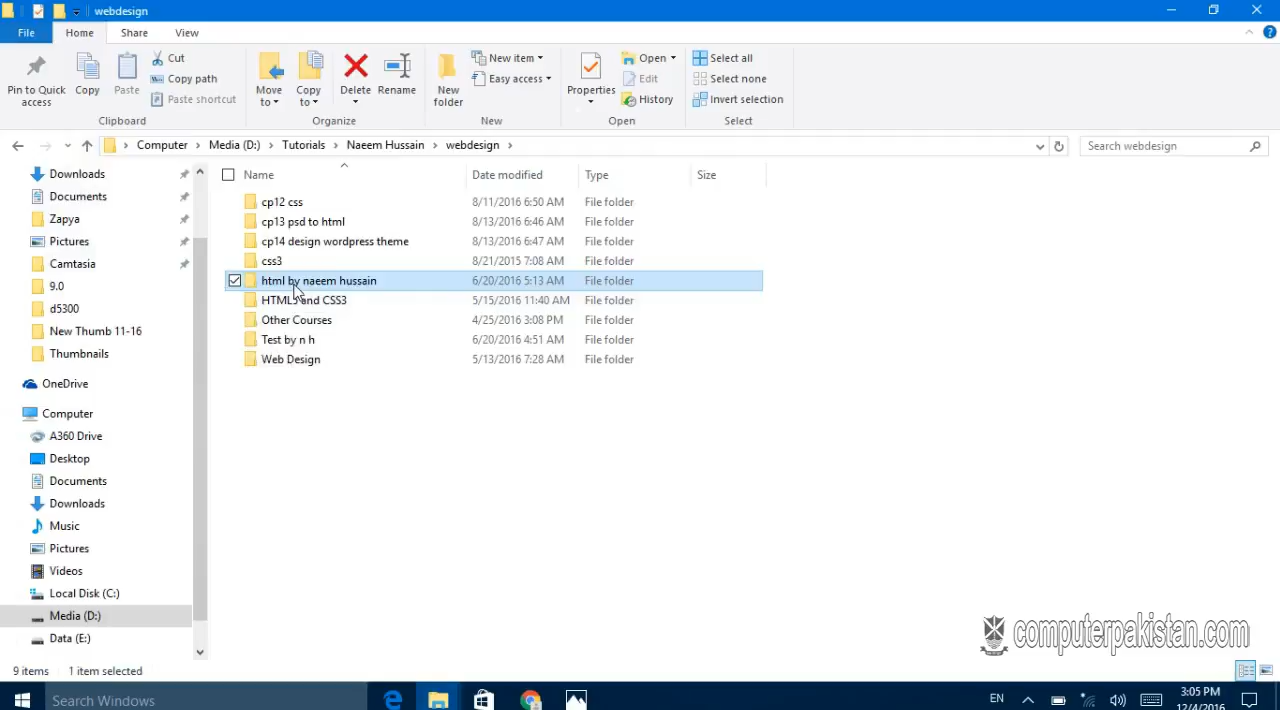 webdesign
File Home Share View
Pin to Quick access
Copy
Paste
Cut
Copy path
Paste shortcut
Clipboard
Move to
Copy to
Delete
Rename
Organize
New folder
New item
Easy access
New
Properties
Open
Edit
History
Open
Select all
Select none
Invert selection
Select
Computer Media (D:) Tutorials Naeem Hussain webdesign
Search webdesign
Downloads
Documents
Zapya
Pictures
Camtasia
9.0
d5300
New Thumb 11-16
Thumbnails
OneDrive
Computer
A360 Drive
Desktop
Documents
Downloads
Music
Pictures
Videos
Local Disk (C:)
Media (D:)
Data (E:)
Name Date modified Type Size
cp12 css 8/11/2016 6:50 AM File folder
cp13 psd to html 8/13/2016 6:46 AM File folder
cp14 design wordpress theme 8/13/2016 6:47 AM File folder
css3 8/21/2015 7:08 AM File folder
html by naeem hussain 6/20/2016 5:13 AM File folder
HTML5 and CSS3 5/15/2016 11:40 AM File folder
Other Courses 4/25/2016 3:08 PM File folder
Test by n h 6/20/2016 4:51 AM File folder
Web Design 5/13/2016 7:28 AM File folder
computerpakistan.com
9 items 1 item selected
Search Windows
EN
3:05 PM
12/4/2016